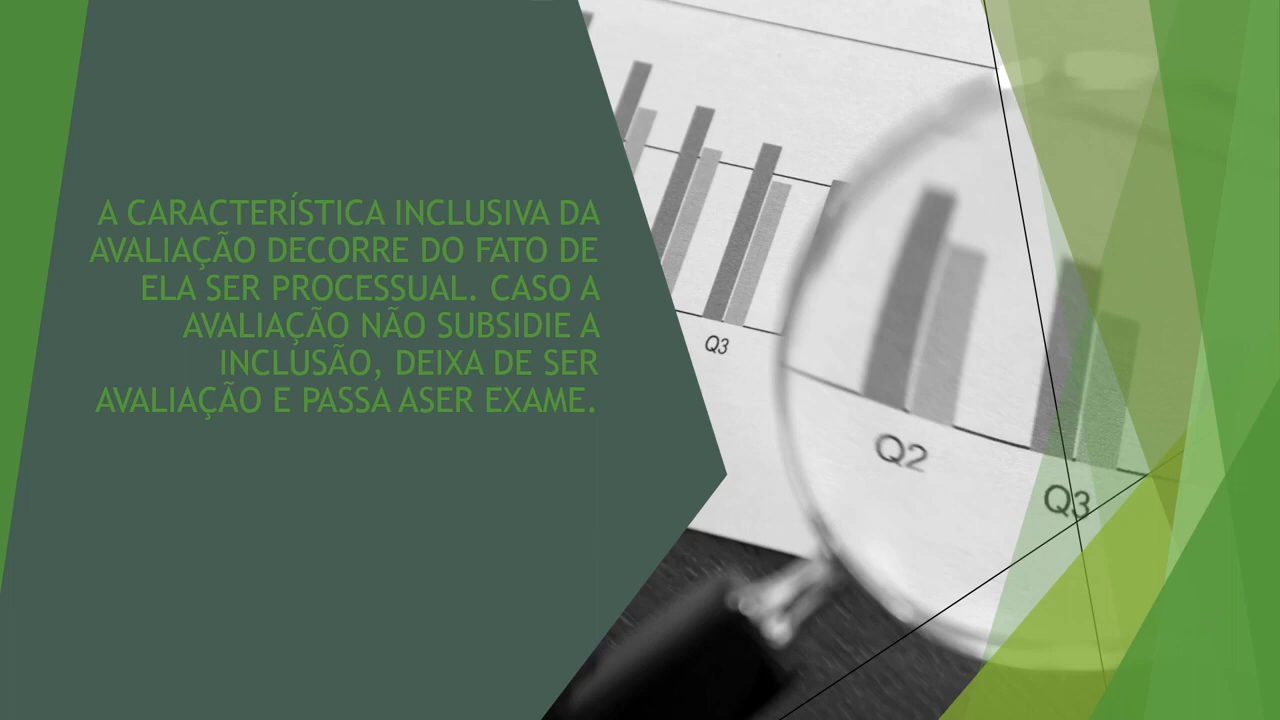 A CARACTERÍSTICA INCLUSIVA DA
AVALIAÇÃO DECORRE DO FATO DE
ELA SER PROCESSUAL. CASO A
AVALIAÇÃO NÃO SUBSIDIE A
INCLUSÃO, DEIXA DE SER
AVALIAÇÃO E PASSA ASER EXAME.
Q3
Q2
Q3